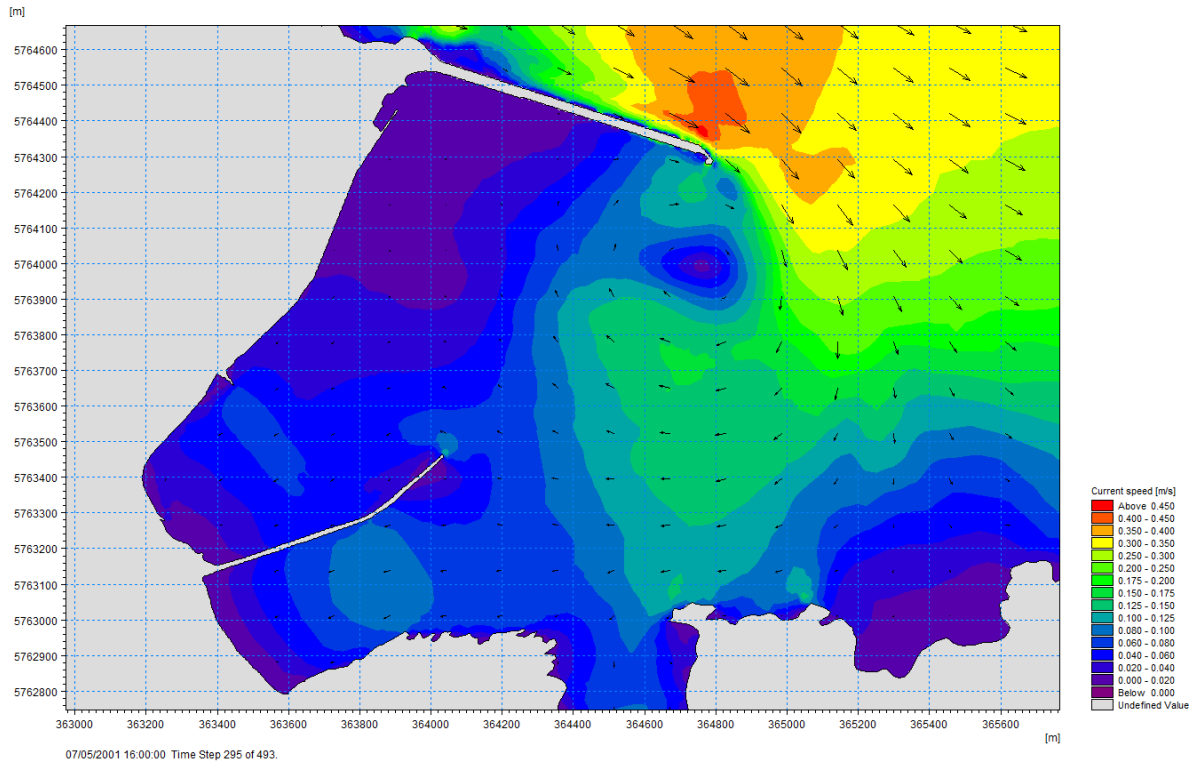 [m]
5764600
5764500
5764400
5764300
5764200
5764100
5764000
5763900
5763800
5763700
5763600
5763500
5763400
5763300
5763200
5763100
5763000
5762900
5762800
363000 363200 363400 363600 363800 364000 364200 364400 364600 364800 365000 365200 365400 365600
[m]
07/05/2001 16:00:00 Time Step 295 of 493.
Current speed [m/s]
Above 0.450
0.400 - 0.450
0.350 - 0.400
0.300 - 0.350
0.250 - 0.300
0.200 - 0.250
0.175 - 0.200
0.150 - 0.175
0.125 - 0.150
0.100 - 0.125
0.080 - 0.100
0.060 - 0.080
0.040 - 0.060
0.020 - 0.040
0.000 - 0.020
Below 0.000
Undefined Value